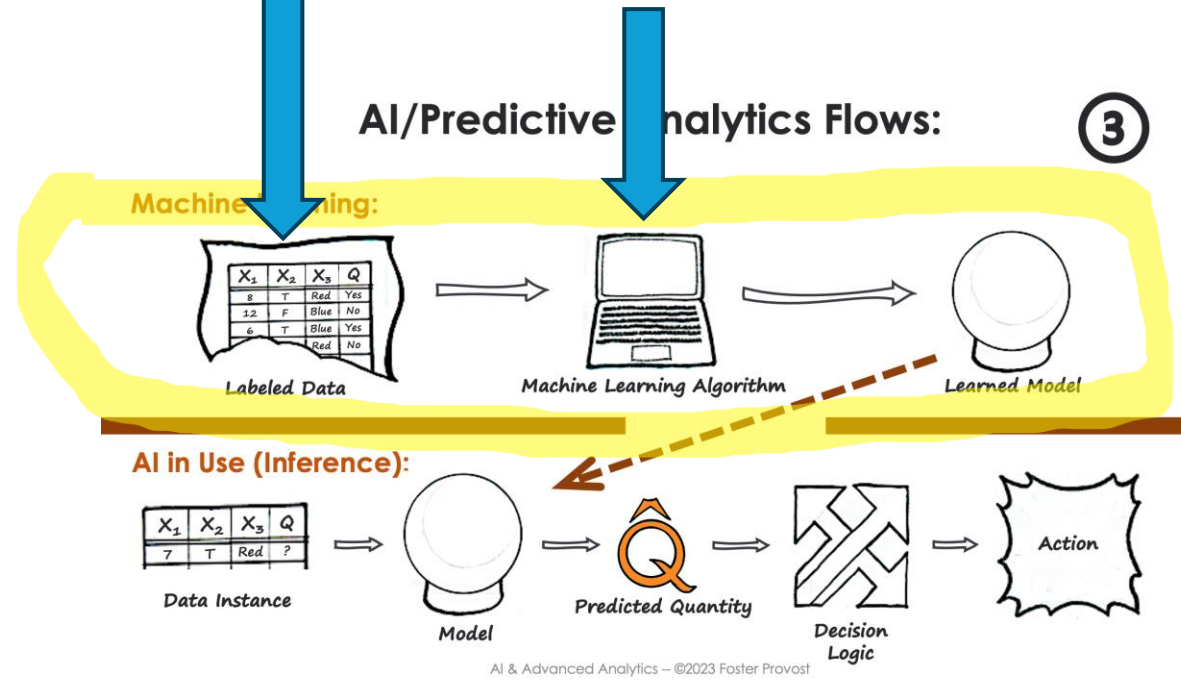 AI/Predictive nalytics Flows:
3
Machine ning:
X₁ X₂ X₃ Q
8 T Red Yes
12 F Blue No
6 T Blue Yes
Red No
Labeled Data
Machine Learning Algorithm
Learned Model
AI in Use (Inference):
X₁ X₂ X₃ Q
7 T Red ?
Data Instance
Model
Q̂
Predicted Quantity
Decision
Logic
Action
AI & Advanced Analytics -- ©2023 Foster Provost